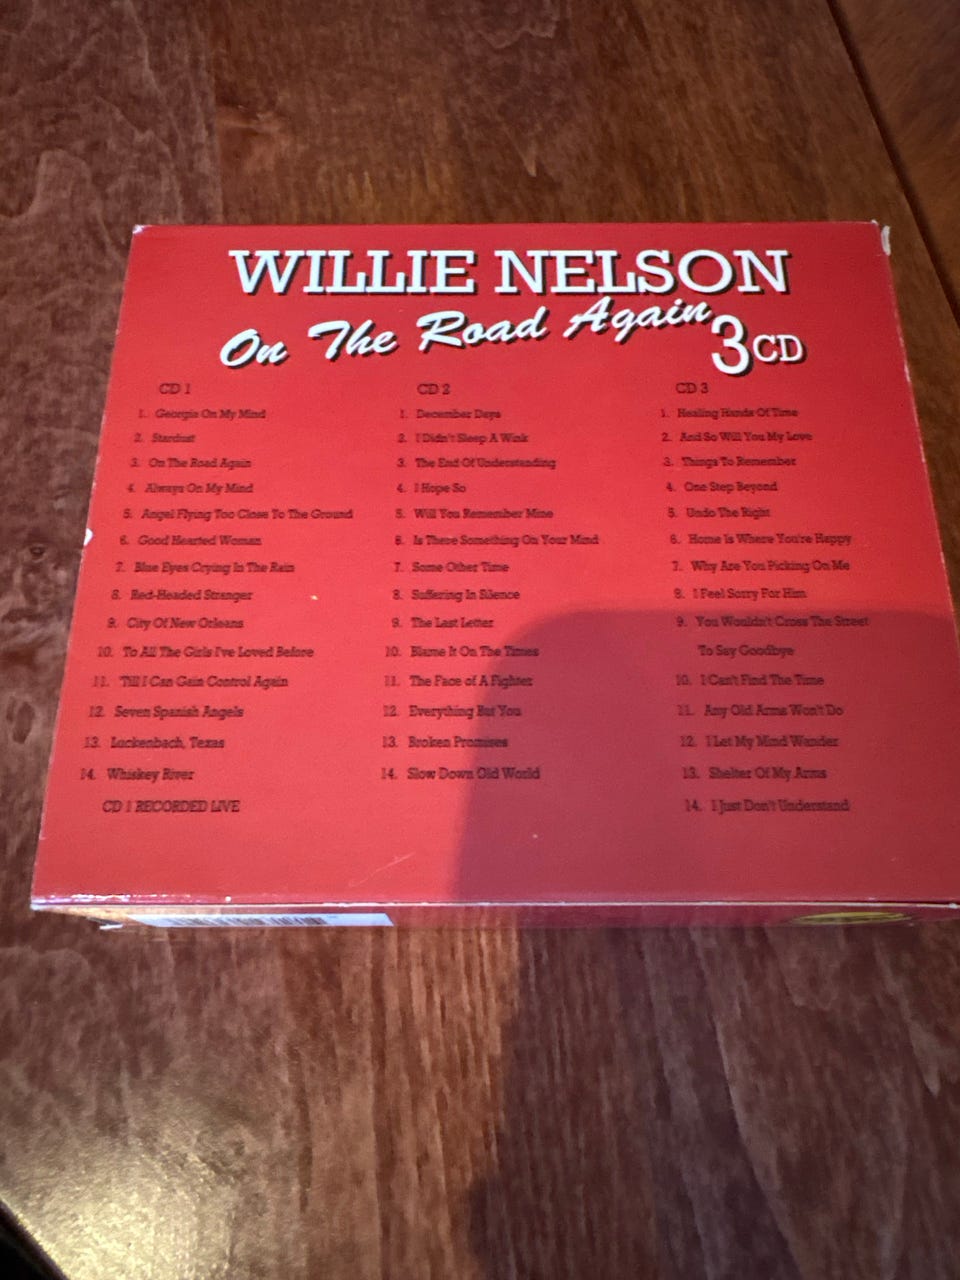 WILLIE NELSON
On The Road Again
3CD
CD 1
1. Georgia On My Mind
2. Stardust
3. On The Road Again
4. Always On My Mind
5. Angel Flying Too Close To The Ground
6. Good Hearted Woman
7. Blue Eyes Crying In The Rain
8. Red-Headed Stranger
9. City Of New Orleans
10. To All The Girls I've Loved Before
11. Till I Can Gain Control Again
12. Seven Spanish Angels
13. Luckenbach, Texas
14. Whiskey River
CD 1 RECORDED LIVE
CD 2
1. December Days
2. I Didn't Sleep A Wink
3. The End Of Understanding
4. I Hope So
5. Will You Remember Mine
6. Is There Something On Your Mind
7. Some Other Time
8. Suffering In Silence
9. The Last Letter
10. Blame It On The Times
11. The Face of A Fighter
12. Everything But You
13. Broken Promises
14. Slow Down Old World
CD 3
1. Healing Hands Of Time
2. And So Will You My Love
3. Things To Remember
4. One Step Beyond
5. Undo The Right
6. Home Is Where You're Happy
7. Why Are You Picking On Me
8. I Feel Sorry For Him
9. You Wouldn't Cross The Street
To Say Goodbye
10. I Can't Find The Time
11. Any Old Arms Won't Do
12. I Let My Mind Wander
13. Shelter Of My Arms
14. I Just Don't Understand